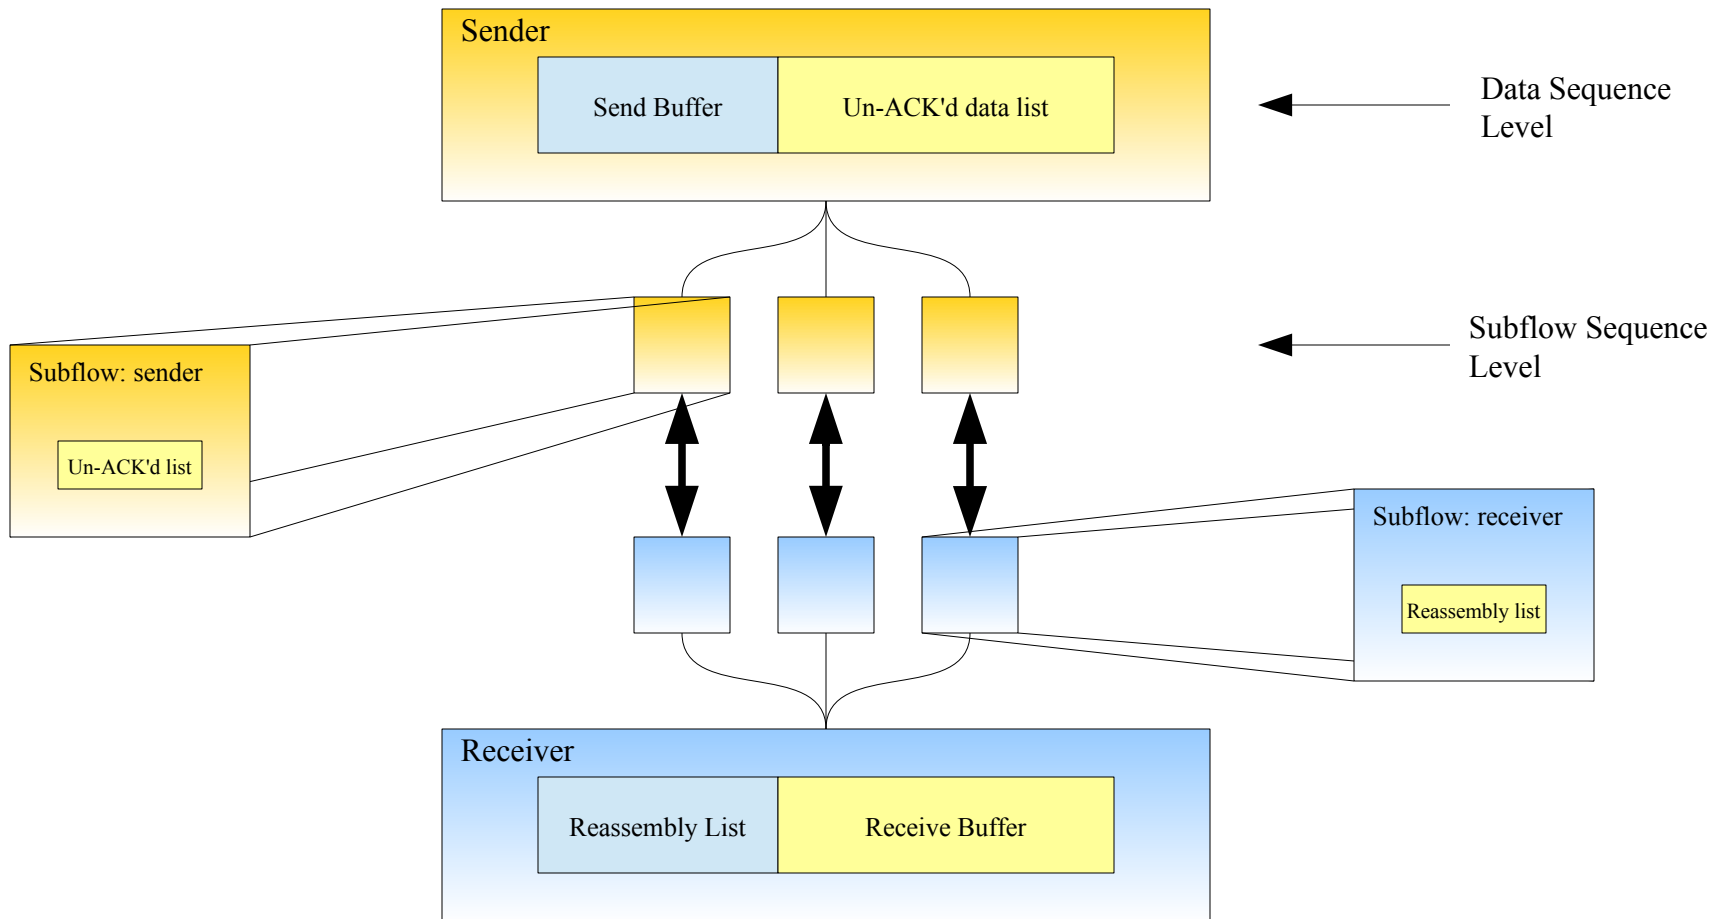 Sender
Send Buffer
Un-ACK'd data list
Data Sequence
Level
Subflow Sequence
Level
Subflow: sender
Un-ACK'd list
Subflow: receiver
Reassembly list
Receiver
Reassembly List
Receive Buffer